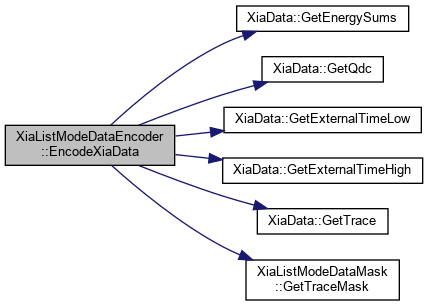 XiaData::GetEnergySums
XiaData::GetQdc
XiaListModeDataEncoder
::EncodeXiaData
XiaData::GetExternalTimeLow
XiaData::GetExternalTimeHigh
XiaData::GetTrace
XiaListModeDataMask
::GetTraceMask